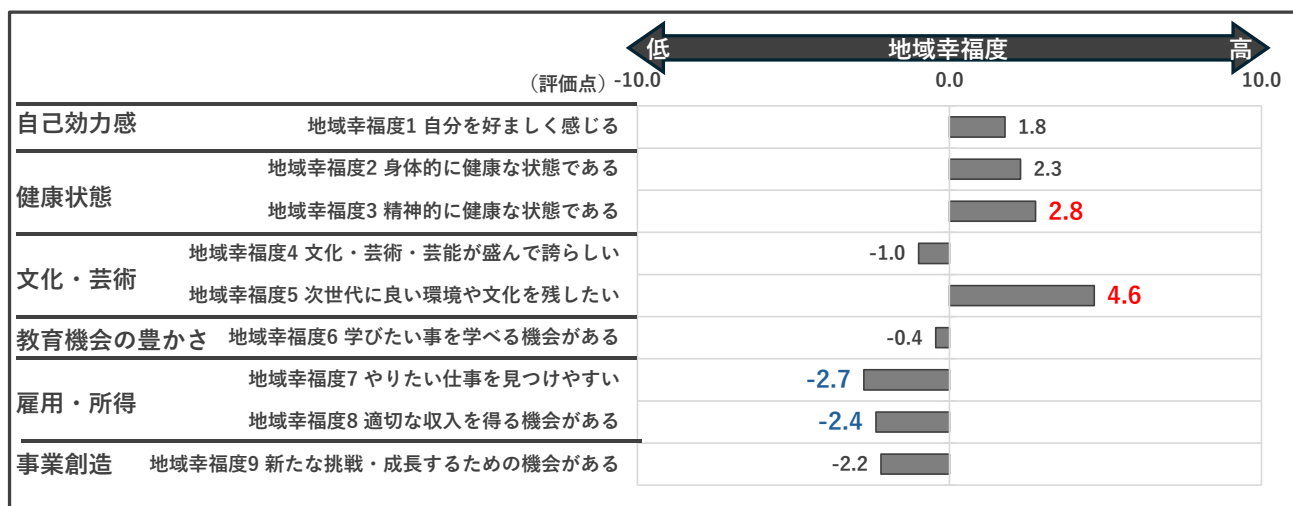 低 地域幸福度 高
(評価点) -10.0 0.0 10.0
自己効力感 地域幸福度1 自分を好ましく感じる 1.8
健康状態
地域幸福度2 身体的に健康な状態である 2.3
地域幸福度3 精神的に健康な状態である 2.8
文化・芸術
地域幸福度4 文化・芸術・芸能が盛んで誇らしい -1.0
地域幸福度5 次世代に良い環境や文化を残したい 4.6
教育機会の豊かさ 地域幸福度6 学びたい事を学べる機会がある -0.4
雇用・所得
地域幸福度7 やりたい仕事を見つけやすい -2.7
地域幸福度8 適切な収入を得る機会がある -2.4
事業創造 地域幸福度9 新たな挑戦・成長するための機会がある -2.2